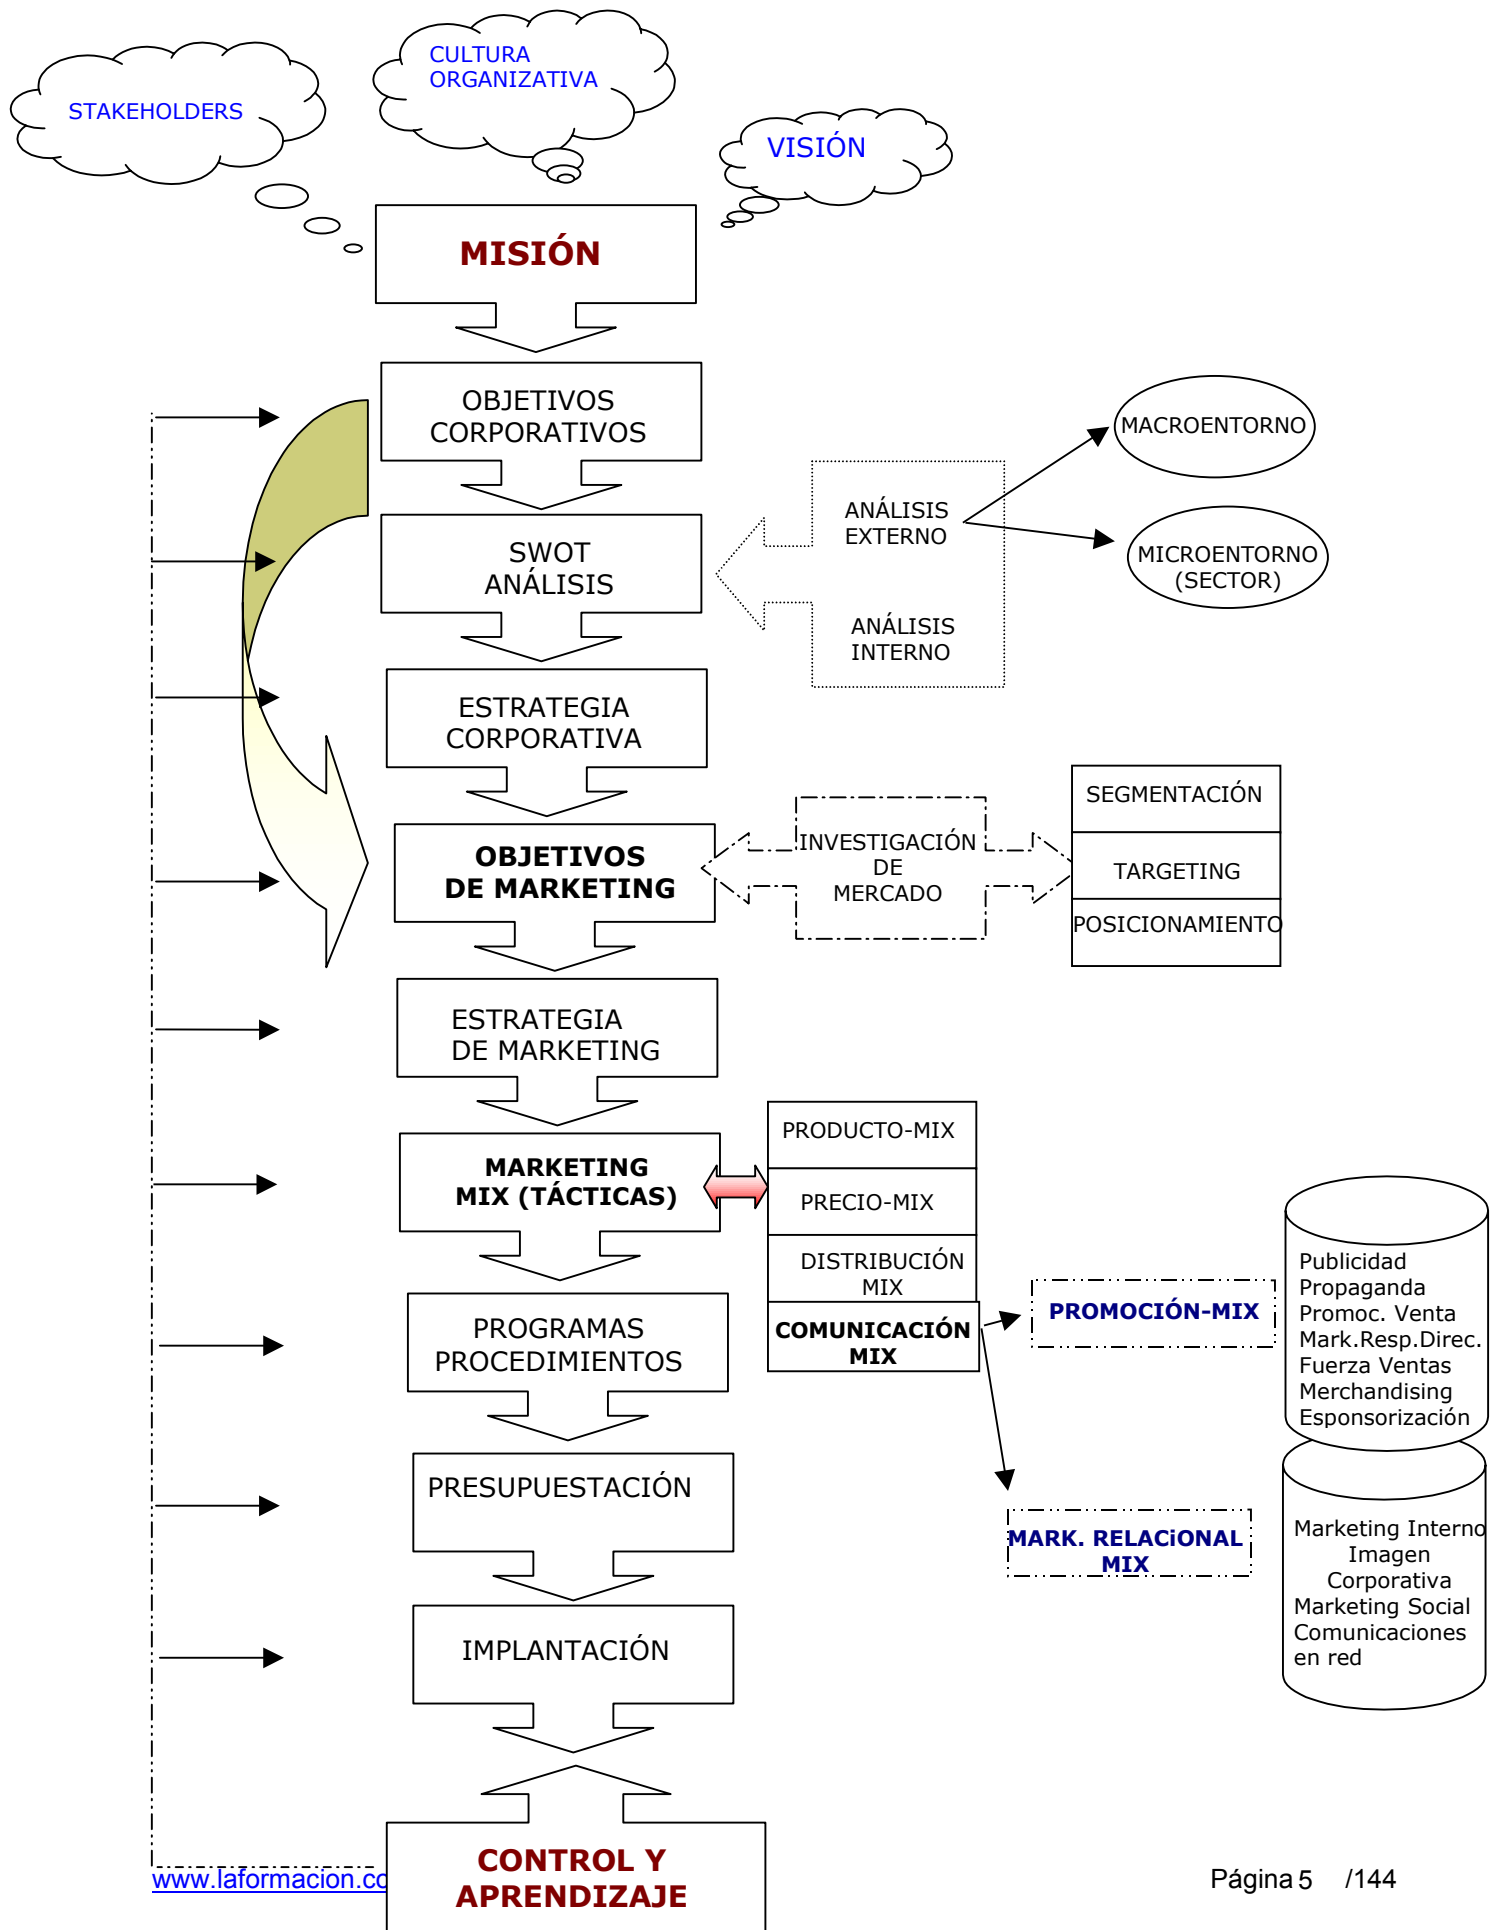 CULTURA
ORGANIZATIVA
STAKEHOLDERS
VISIÓN
MISIÓN
OBJETIVOS
CORPORATIVOS
MACROENTORNO
ANÁLISIS
EXTERNO
SWOT
ANÁLISIS
MICROENTORNO
(SECTOR)
ANÁLISIS
INTERNO
ESTRATEGIA
CORPORATIVA
OBJETIVOS
DE MARKETING
INVESTIGACIÓN
DE
MERCADO
SEGMENTACIÓN
TARGETING
POSICIONAMIENTO
ESTRATEGIA
DE MARKETING
MARKETING
MIX (TÁCTICAS)
PRODUCTO-MIX
PRECIO-MIX
DISTRIBUCIÓN
MIX
COMUNICACIÓN
MIX
PROMOCIÓN-MIX
Publicidad
Propaganda
Promoc. Venta
Mark.Resp.Direc.
Fuerza Ventas
Merchandising
Esponsorización
PROGRAMAS
PROCEDIMIENTOS
PRESUPUESTACIÓN
MARK. RELACiONAL
MIX
Marketing Interno
Imagen
Corporativa
Marketing Social
Comunicaciones
en red
IMPLANTACIÓN
CONTROL Y
APRENDIZAJE
www.laformacion.co
Página 5 /144